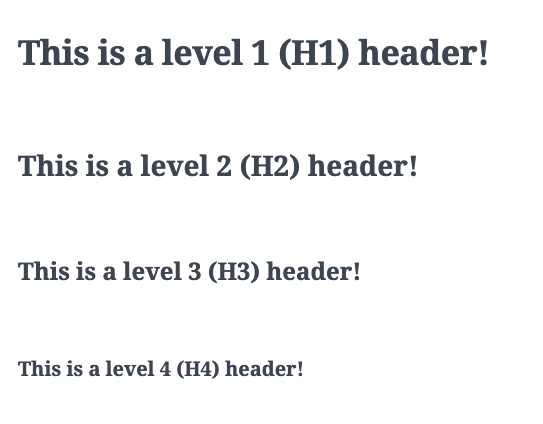 This is a level 1 (H1) header!
This is a level 2 (H2) header!
This is a level 3 (H3) header!
This is a level 4 (H4) header!